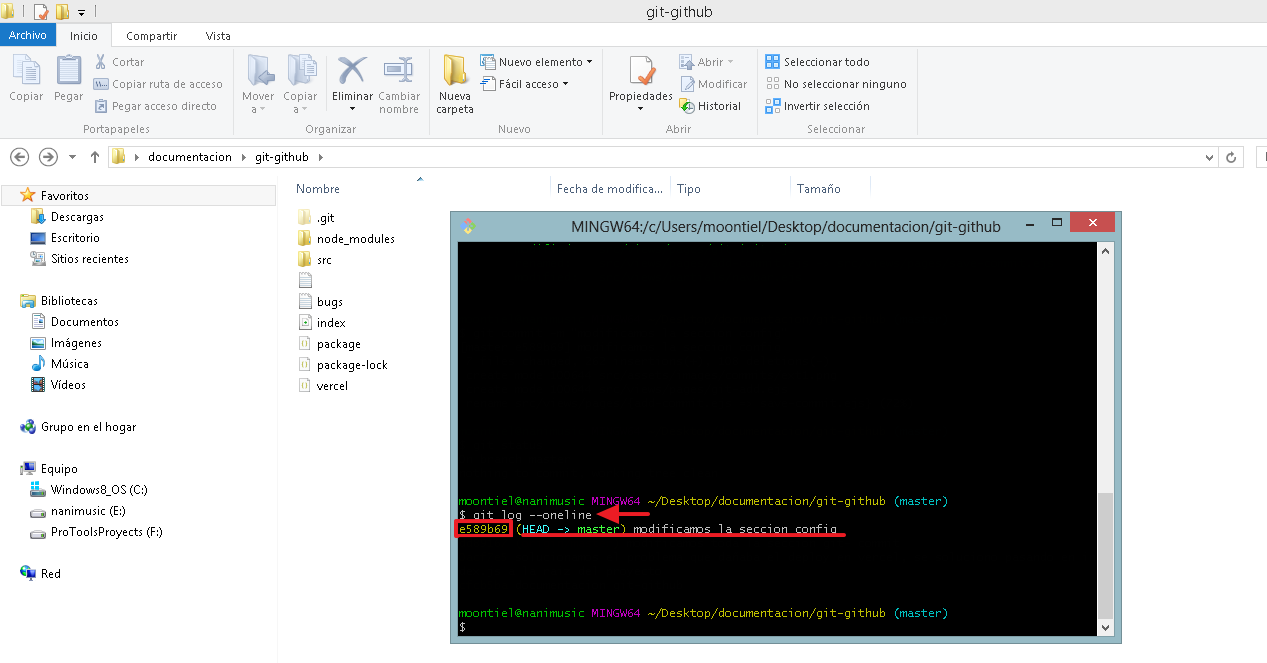 git-github
Archivo Inicio Compartir Vista
Copiar
Pegar
Cortar
Copiar ruta de acceso
Pegar acceso directo
Portapapeles
Mover a
Copiar a
Eliminar
Cambiar nombre
Organizar
Nueva carpeta
Nuevo elemento
Fácil acceso
Nuevo
Propiedades
Abrir
Modificar
Historial
Abrir
Seleccionar todo
No seleccionar ninguno
Invertir selección
Seleccionar
documentacion git-github
Favoritos
Descargas
Escritorio
Sitios recientes
Bibliotecas
Documentos
Imágenes
Música
Vídeos
Grupo en el hogar
Equipo
Windows8_OS (C:)
nanimusic (E:)
ProToolsProyects (F:)
Red
Nombre Fecha de modifica... Tipo Tamaño
.git
node_modules
src
bugs
index
package
package-lock
vercel
MINGW64:/c/Users/moontiel/Desktop/documentacion/git-github
moontiel@nanimusic MINGW64 ~/Desktop/documentacion/git-github (master)
$ git log --oneline
e589b69 (HEAD -> master) modificamos la seccion config
moontiel@nanimusic MINGW64 ~/Desktop/documentacion/git-github (master)
$